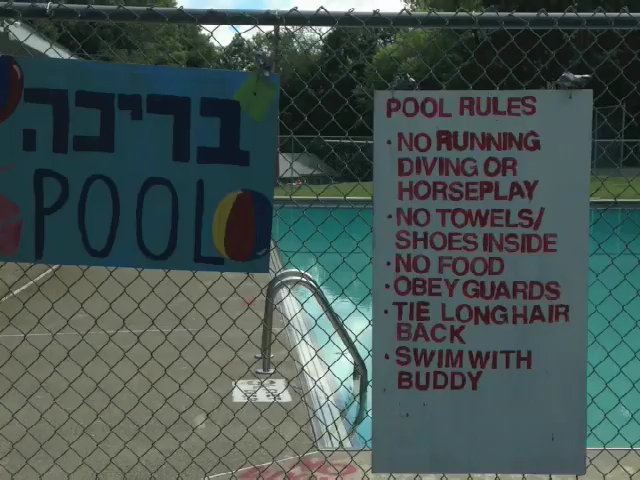 בריכה
POOL
POOL RULES
• NO RUNNING
DIVING OR
HORSEPLAY
• NO TOWELS/
SHOES INSIDE
• NO FOOD
• OBEY GUARDS
• TIE LONG HAIR
BACK
• SWIM WITH
BUDDY